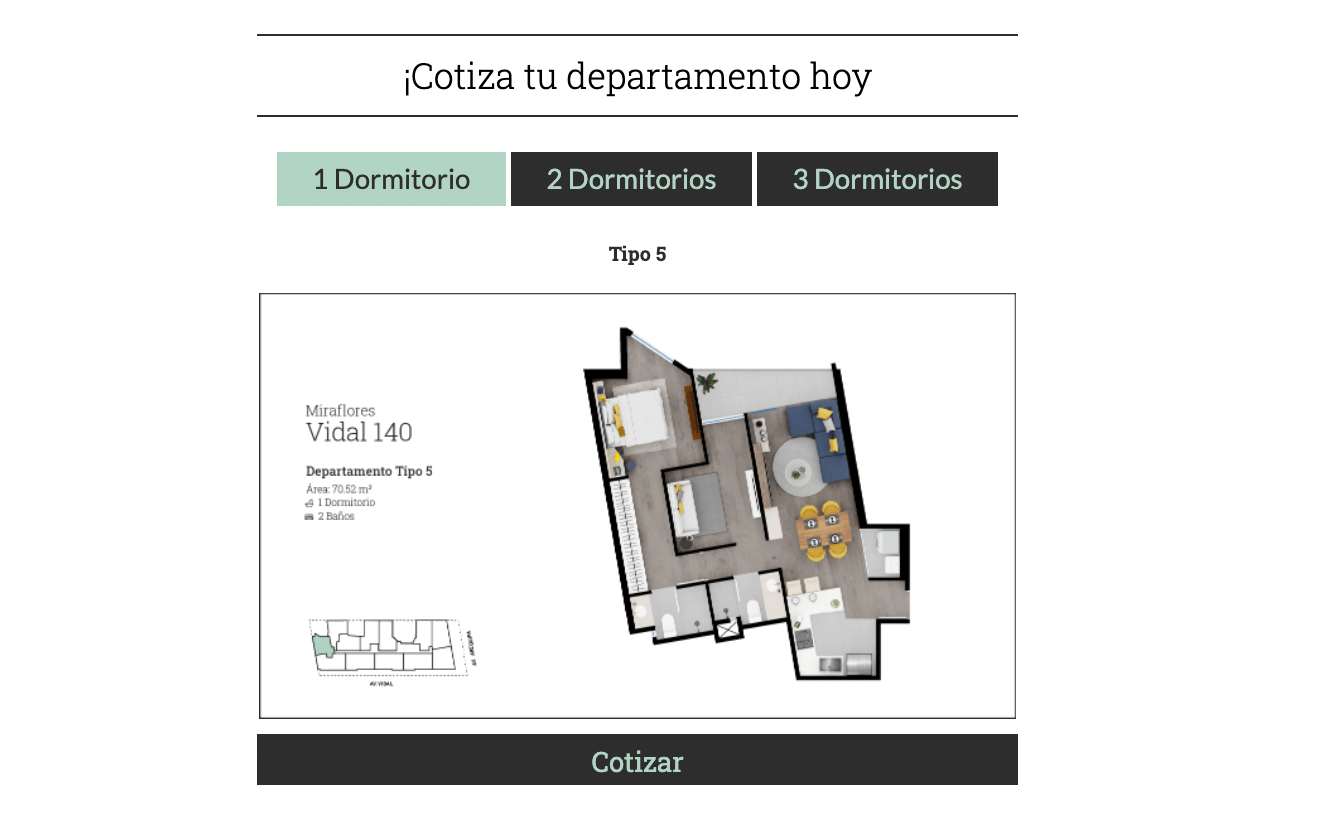 ¡Cotiza tu departamento hoy
1 Dormitorio
2 Dormitorios
3 Dormitorios
Tipo 5
Miraflores
Vidal 140
Departamento Tipo 5
Área: 70.52 m²
1 Dormitorio
2 Baños
AV. AREQUIPA
AV. VIDAL
Cotizar